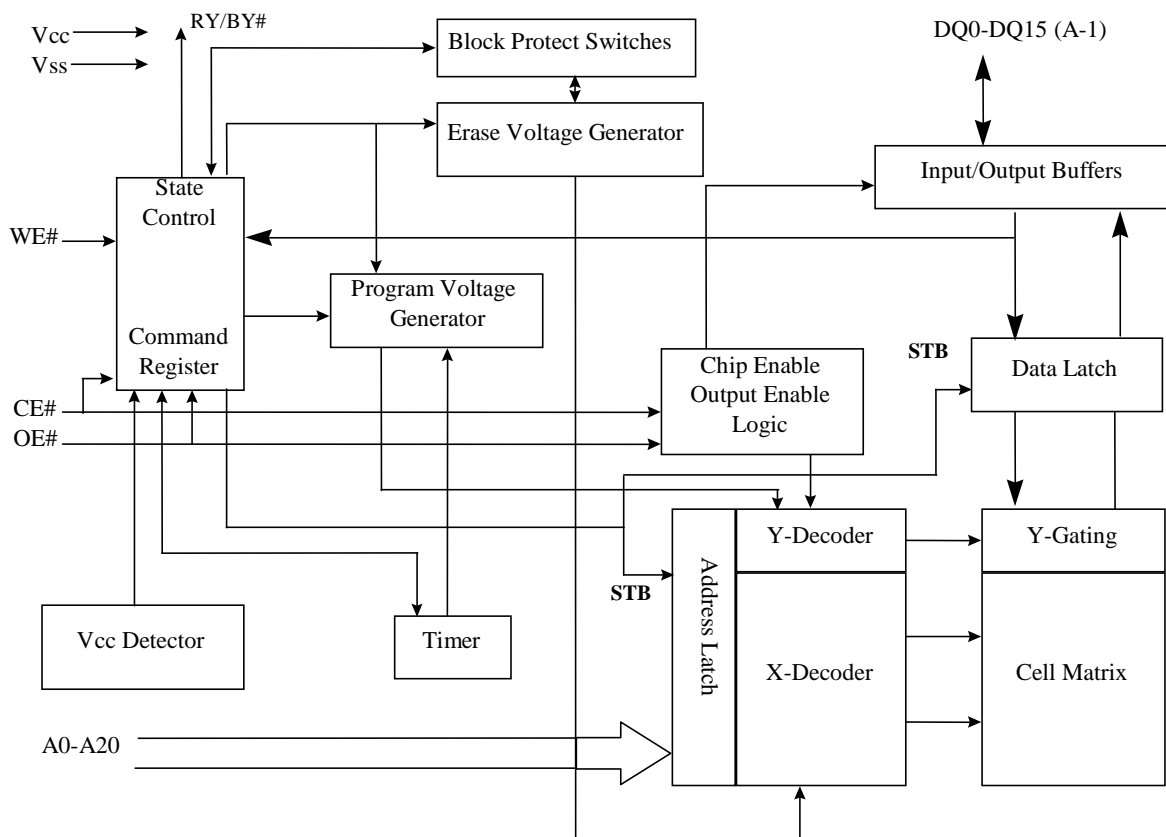 Vcc
Vss
RY/BY#
Block Protect Switches
DQ0-DQ15 (A-1)
Erase Voltage Generator
Input/Output Buffers
State
Control
WE#
Program Voltage
Generator
Command
Register
STB
Chip Enable
Output Enable
Logic
Data Latch
CE#
OE#
Y-Decoder
Y-Gating
Address Latch
STB
Vcc Detector
Timer
X-Decoder
Cell Matrix
A0-A20